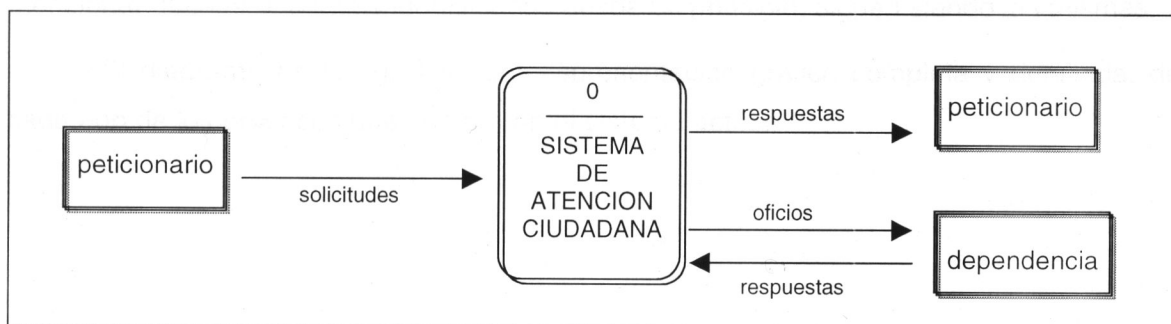 peticionario
solicitudes
0
SISTEMA
DE
ATENCION
CIUDADANA
respuestas
peticionario
oficios
dependencia
respuestas